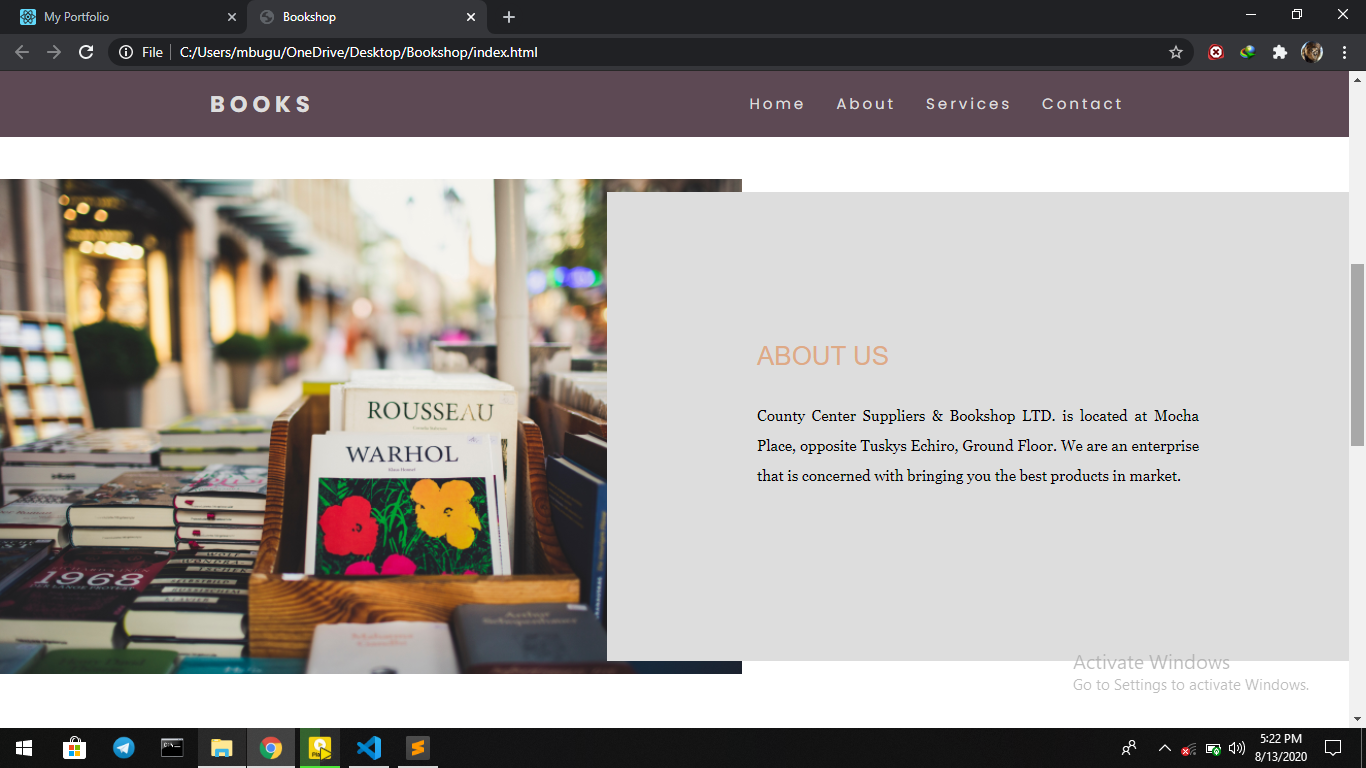 My Portfolio
Bookshop
File
C:/Users/mbugu/OneDrive/Desktop/Bookshop/index.html
BOOKS
Home About Services Contact
ROUSSEAU
WARHOL
1968
ABOUT US
County Center Suppliers & Bookshop LTD. is located at Mocha
Place, opposite Tuskys Echiro, Ground Floor. We are an enterprise
that is concerned with bringing you the best products in market.
Activate Windows
Go to Settings to activate Windows.
5:22 PM
8/13/2020